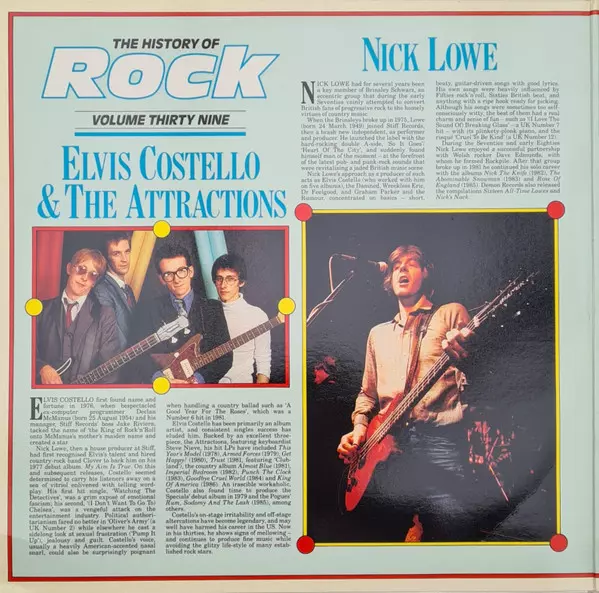 THE HISTORY OF
Rock
VOLUME THIRTY NINE
ELVIS COSTELLO
& THE ATTRACTIONS
ELVIS COSTELLO first found name and
fortune in 1976, when bespectacled
ex-computer programmer Declan
McManus (born 25 August 1954) and his
manager, Stiff Records' boss Jake Riviera,
tacked the name of 'the King of Rock'n'Roll
onto McManus's mother's maiden name and
created a star
Nick Lowe, then a house producer at Stiff,
had first recognised Elvis's talent and hired
country-rock band Clover to back him on his
1977 debut album My Aim Is True. On this
and subsequent releases, Costello seemed
determined to carry his listeners away on a
sea of vitriol delivered with telling word-
play. His first hit single, 'Watching The
Detectives', was a grim exposé of emotional
fascism; his second, '(I Don't Want To Go To)
Chelsea', was a vengeful attack on the
entertainment industry. Political authori-
tarianism fared no better in 'Oliver's Army' (a
UK Number 2) while elsewhere he cast a
sidelong look at sexual frustration ('Pump It
Up'), jealousy and guilt. Costello's voice,
usually a heavily American-accented nasal
snarl, could also be surprisingly poignant
when handling a country ballad such as 'A
Good Year For The Roses', which was a
Number 6 hit in 1981.
Elvis Costello has been primarily an album
artist, and consistent singles success has
eluded him. Backed by an excellent three-
piece, the Attractions, featuring keyboardist
Steve Nieve, his hit LPs have included This
Year's Model (1978), Armed Forces (1979), Get
Happy! (1980), Trust (1981, featuring 'Club-
land'), the country album Almost Blue (1981),
Imperial Bedroom (1982), Punch The Clock
(1983), Goodbye Cruel World (1984) and King
Of America (1986). An irascible workaholic,
Costello also found time to produce the
Specials' debut album in 1979 and the Pogues'
Rum, Sodomy And The Lash (1985), among
others.
Costello's on-stage irritability and off-stage
altercations have become legendary, and may
well have harmed his career in the US. Now
in his thirties, he shows signs of mellowing –
and continues to produce fine music while
avoiding the glitzy life-style of many estab-
lished rock stars.
NICK LOWE
NICK LOWE had for several years been
a key member of Brinsley Schwarz, an
eccentric group that during the early
Seventies vainly attempted to convert
British fans of progressive rock to the homely
virtues of country music.
When the Brinsleys broke up in 1975, Lowe
(born 24 March 1949) joined Stiff Records,
then a brash new independent, as performer
and producer. He launched the label with the
hard-rocking double A-side, 'So It Goes'/
'Heart Of The City', and suddenly found
himself man of the moment – at the forefront
of the latest pub- and punk-rock sounds that
were revitalising a jaded British music scene.
Nick Lowe's approach as a producer of such
acts as Elvis Costello (who worked with him
on five albums), the Damned, Wreckless Eric,
Dr Feelgood, and Graham Parker and the
Rumour, concentrated on basics – short,
beaty, guitar-driven songs with good lyrics.
His own songs were heavily influenced by
Fifties rock'n'roll, Sixties British beat, and
anything with a ripe hook ready for picking.
Although his songs were sometimes too self-
consciously witty, the best of them had a real
charm and sense of fun – such as 'I Love The
Sound Of Breaking Glass' – a UK Number 7
hit – with its plinkety-plonk piano, and the
risqué 'Cruel To Be Kind' (a UK Number 12).
During the Seventies and early Eighties
Nick Lowe enjoyed a successful partnership
with Welsh rocker Dave Edmunds, with
whom he formed Rockpile. After that group
broke up in 1981 he continued his solo career
with the albums Nick The Knife (1982), The
Abominable Showman (1983) and Rose Of
England (1985). Demon Records also released
the compilations Sixteen All-Time Lowes and
Nick's Knack.